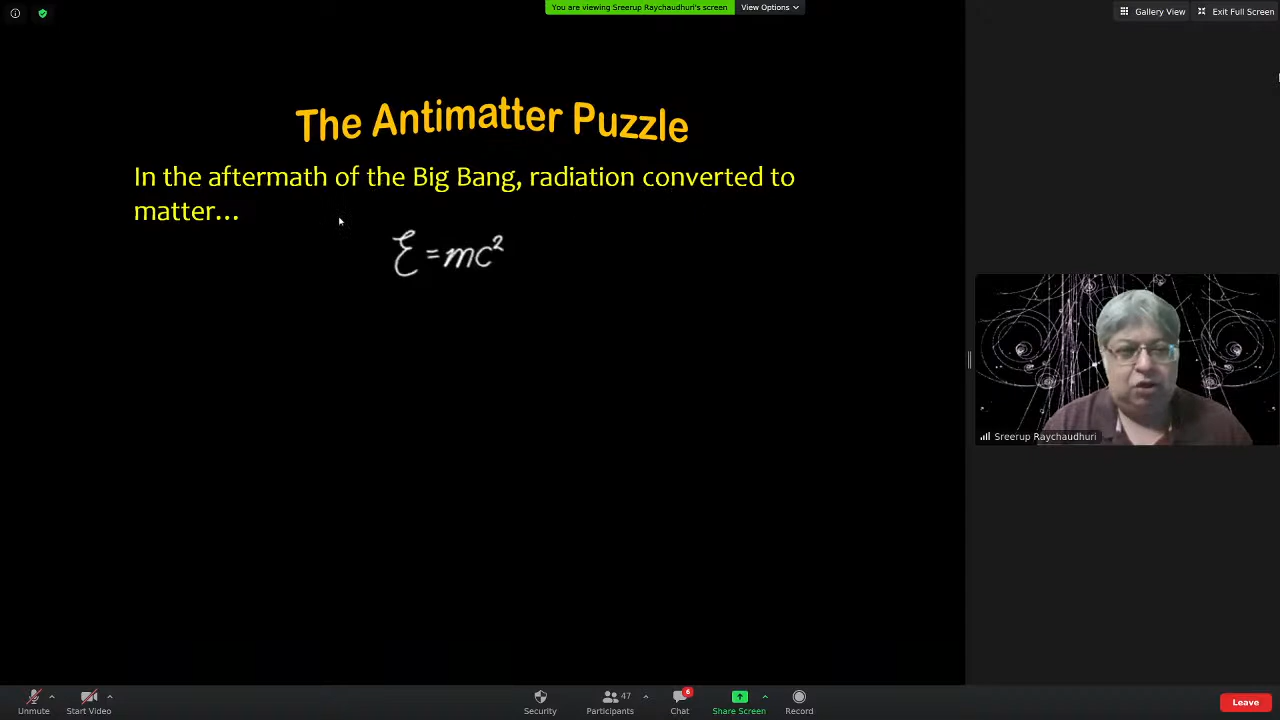 You are viewing Sreerup Raychaudhuri's screen
View Options
Gallery View
Exit Full Screen
The Antimatter Puzzle
In the aftermath of the Big Bang, radiation converted to
matter...
E=mc²
Sreerup Raychaudhuri
Unmute
Start Video
Security
47
Participants
6
Chat
Share Screen
Record
Leave